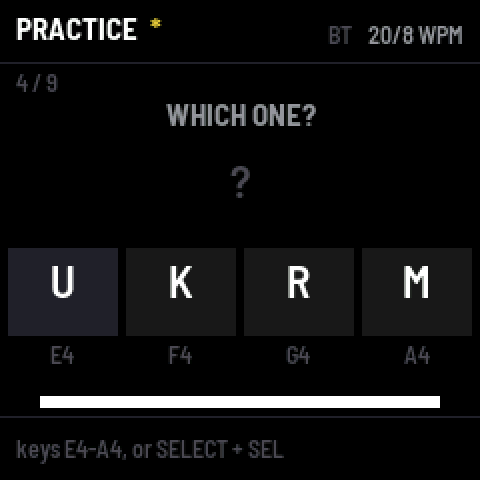 PRACTICE * BT 20/8 WPM
4 / 9
WHICH ONE?
?
U K R M
E4 F4 G4 A4
keys E4-A4, or SELECT + SEL